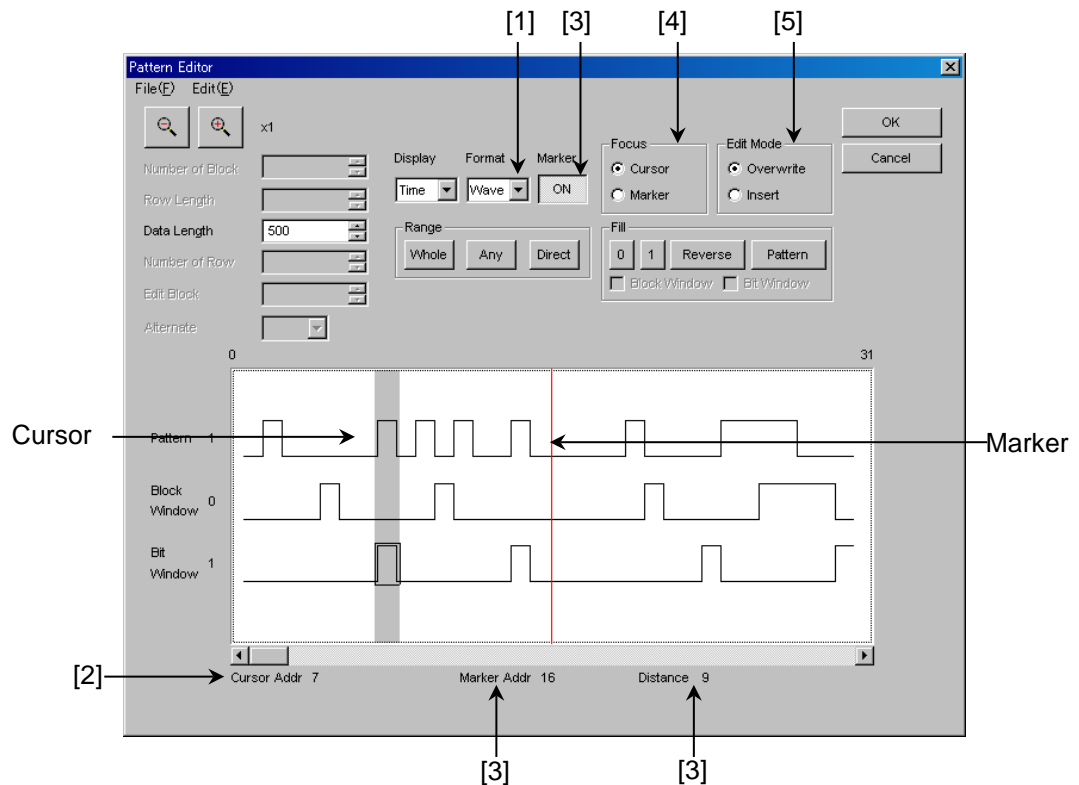 [1] [3] [4] [5]
Pattern Editor
File(F) Edit(E)
x1
OK
Cancel
Number of Block
Row Length
Data Length 500
Number of Row
Edit Block
Alternate
Display Format Marker
Time Wave ON
Focus
Cursor
Marker
Edit Mode
Overwrite
Insert
Range
Whole Any Direct
Fill
0 1 Reverse Pattern
Block Window Bit Window
0 31
Cursor
Pattern 1
Marker
Block
Window 0
Bit
Window 1
[2]
Cursor Addr 7 Marker Addr 16 Distance 9
[3] [3]